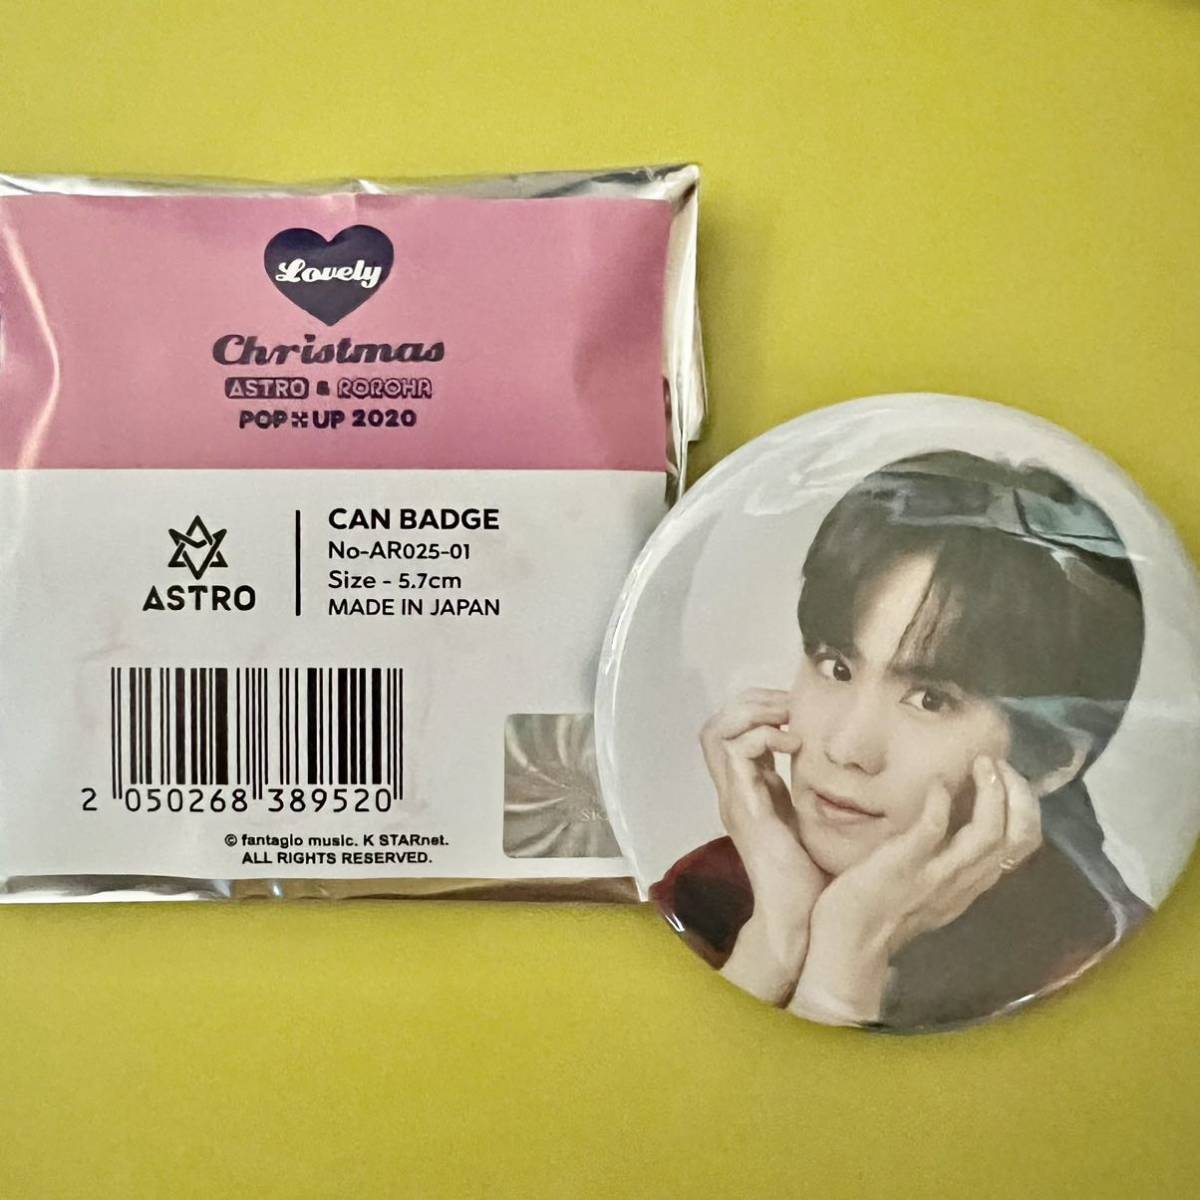 Lovely
Christmas
ASTRO & ROROHA
POP UP 2020
ASTRO
CAN BADGE
No-AR025-01
Size - 5.7cm
MADE IN JAPAN
2 050268 389520
© fantagio music. K STARnet.
ALL RIGHTS RESERVED.